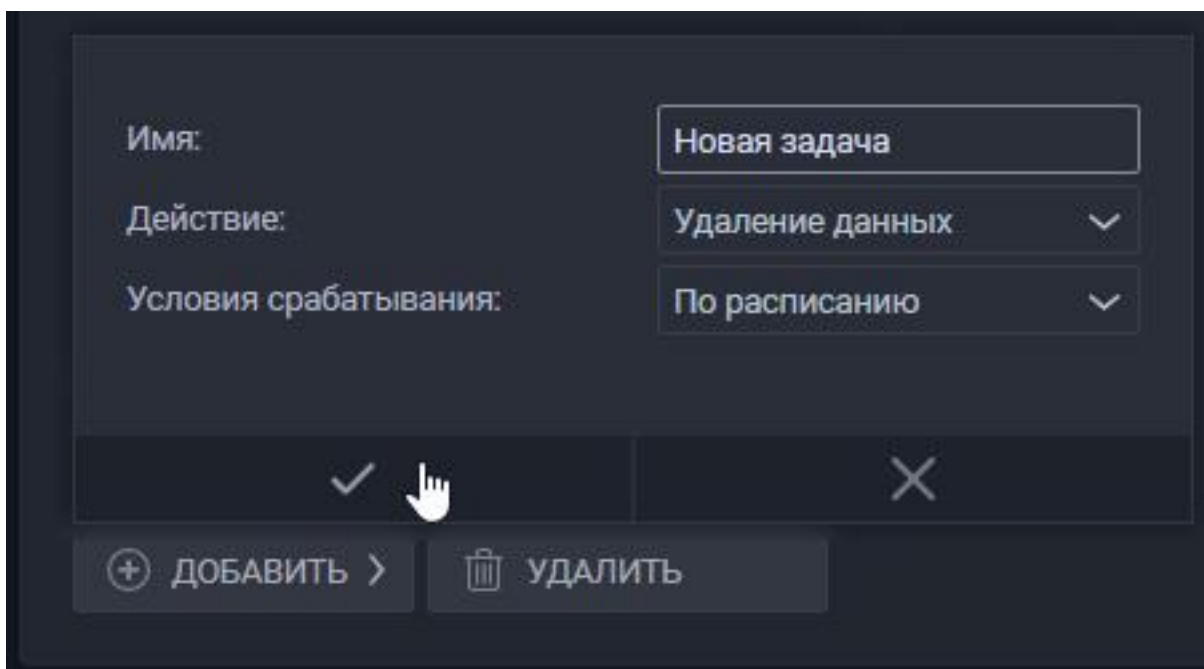 Имя:
Новая задача
Действие:
Удаление данных
Условия срабатывания:
По расписанию
ДОБАВИТЬ
УДАЛИТЬ